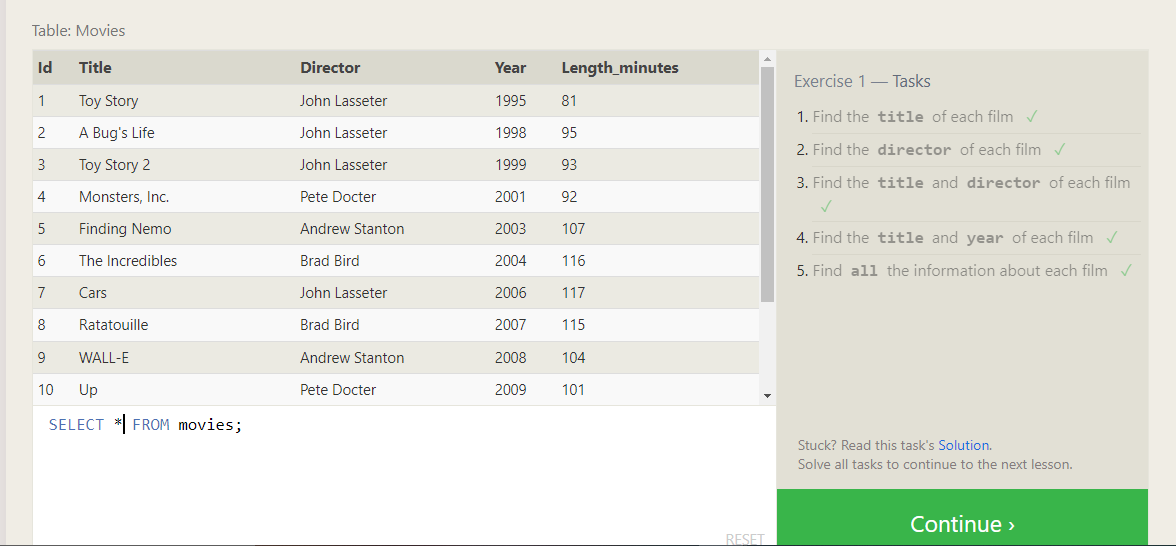 Table: Movies
Id Title Director Year Length_minutes
1 Toy Story John Lasseter 1995 81
2 A Bug's Life John Lasseter 1998 95
3 Toy Story 2 John Lasseter 1999 93
4 Monsters, Inc. Pete Docter 2001 92
5 Finding Nemo Andrew Stanton 2003 107
6 The Incredibles Brad Bird 2004 116
7 Cars John Lasseter 2006 117
8 Ratatouille Brad Bird 2007 115
9 WALL-E Andrew Stanton 2008 104
10 Up Pete Docter 2009 101
SELECT * FROM movies;
RESET
Exercise 1 — Tasks
1. Find the title of each film ✓
2. Find the director of each film ✓
3. Find the title and director of each film
✓
4. Find the title and year of each film ✓
5. Find all the information about each film ✓
Stuck? Read this task's Solution.
Solve all tasks to continue to the next lesson.
Continue ›